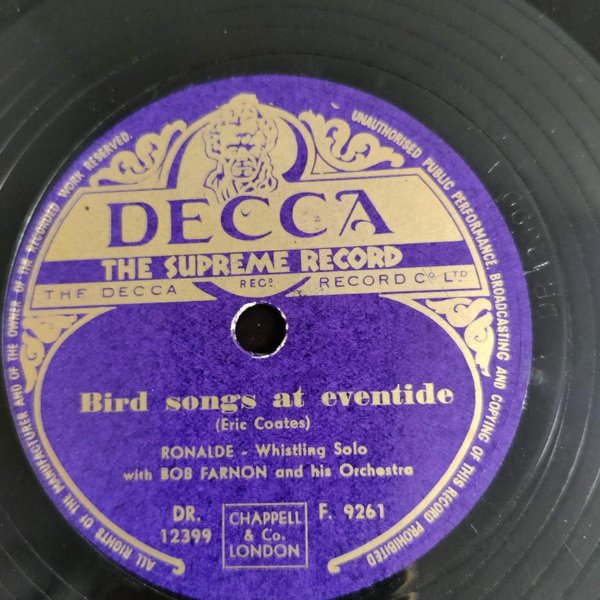 DECCA
THE SUPREME RECORD
THE DECCA REGD RECORD CO LTD
Bird songs at eventide
(Eric Coates)
RONALDE - Whistling Solo
with BOB FARNON and his Orchestra
DR. 12399
CHAPPELL & Co. LONDON
F. 9261
ALL RIGHTS OF THE MANUFACTURER AND OF THE OWNER OF THE RECORDED WORK RESERVED.
UNAUTHORISED PUBLIC PERFORMANCE, BROADCASTING AND COPYING OF THIS RECORD PROHIBITED